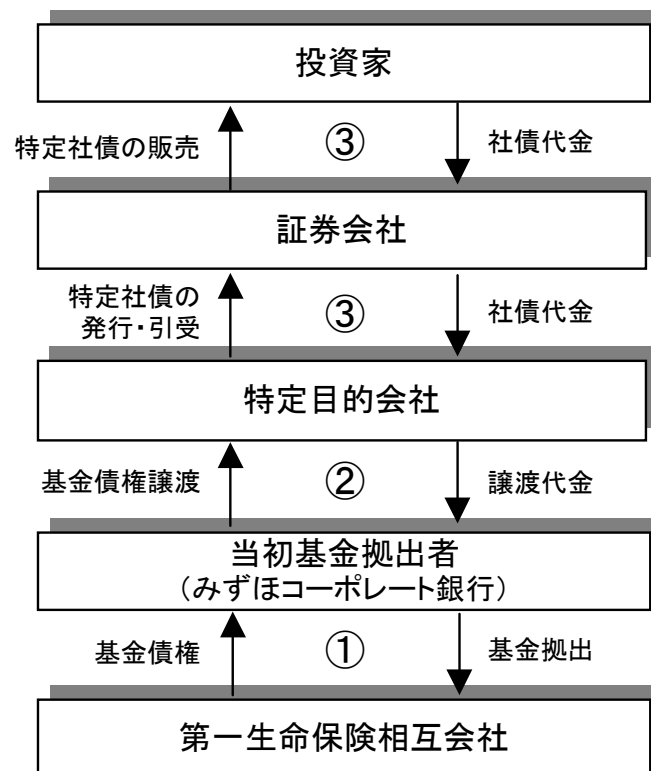 投資家
特定社債の販売
③
社債代金
証券会社
特定社債の
発行・引受
③
社債代金
特定目的会社
基金債権譲渡
②
譲渡代金
当初基金拠出者
（みずほコーポレート銀行）
基金債権
①
基金拠出
第一生命保険相互会社